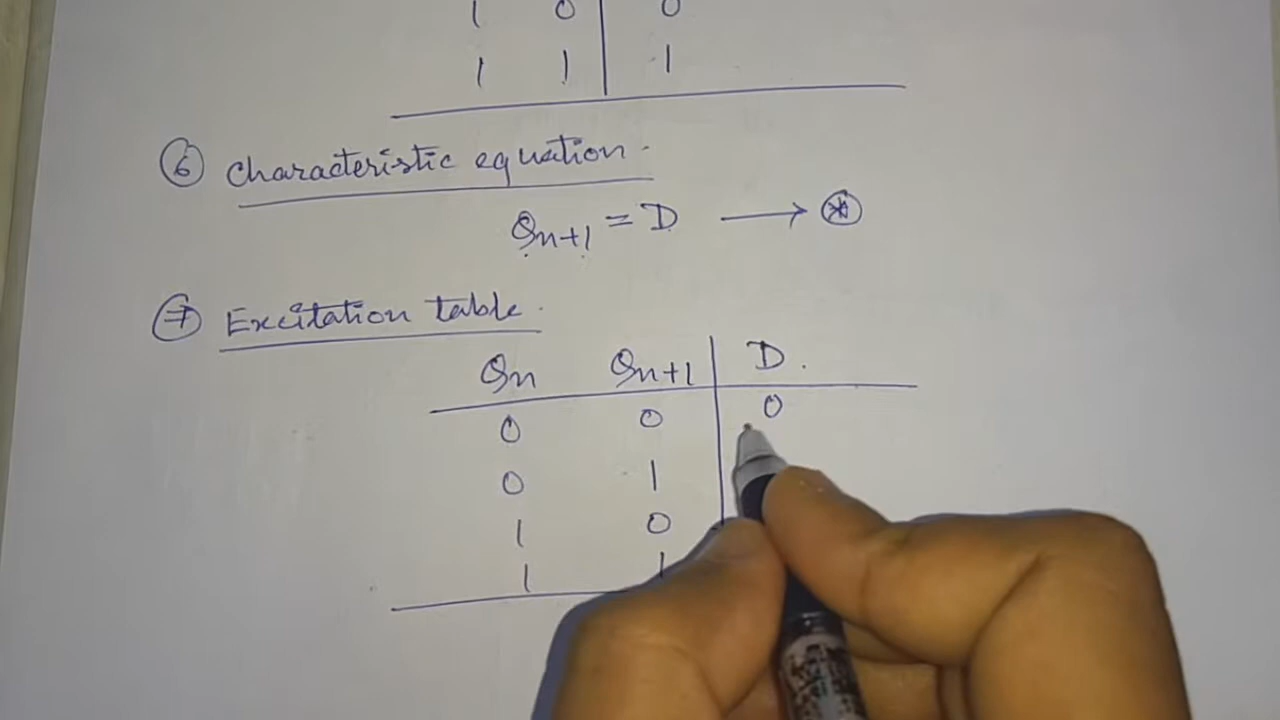 1 0 0
1 1 1
6 characteristic equation.
Qn+1 = D → *
7 Excitation table.
Qn Qn+1 D.
0 0 0
0 1
1 0
1 1